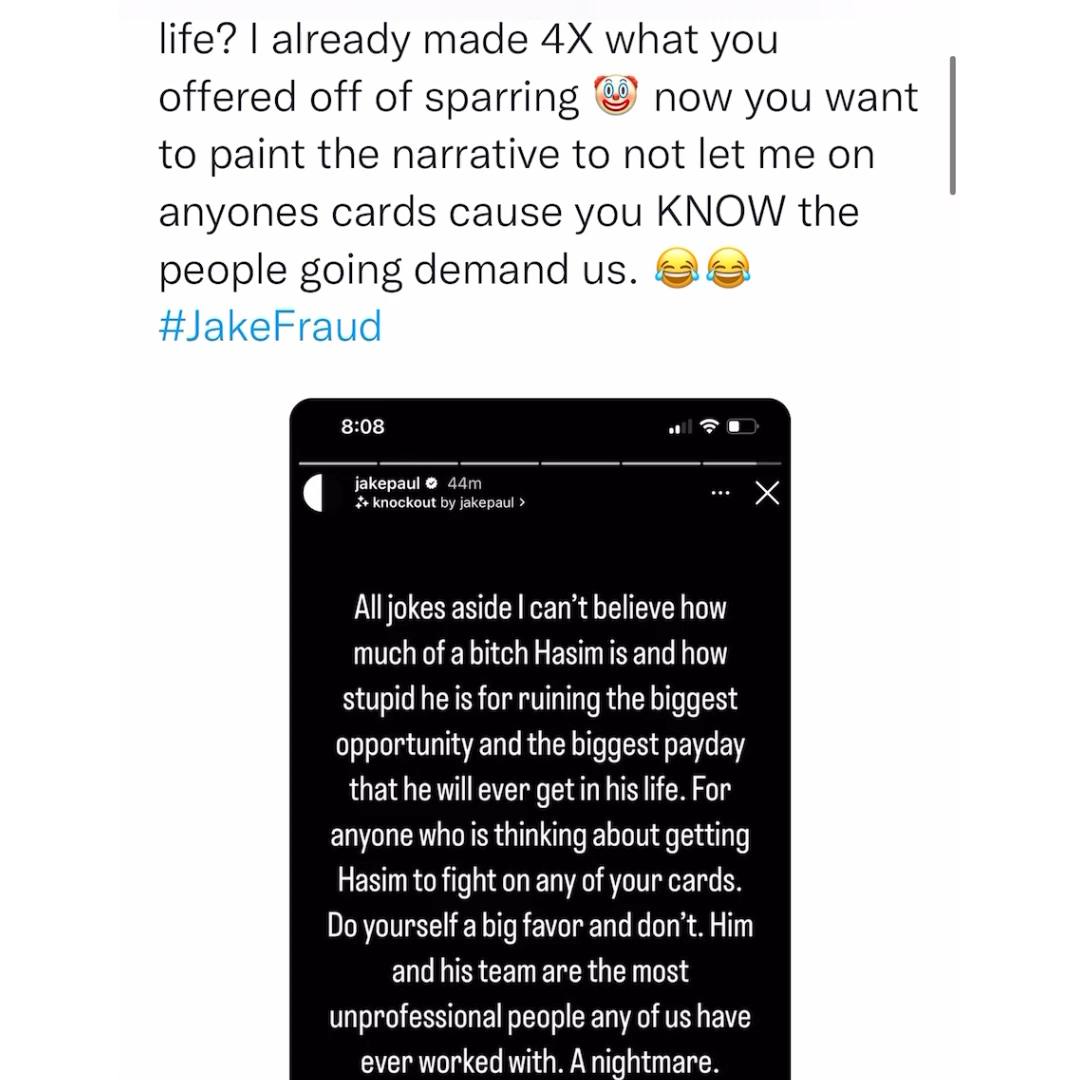 life? I already made 4X what you
offered off of sparring 🤡 now you want
to paint the narrative to not let me on
anyones cards cause you KNOW the
people going demand us. 😂😂
#JakeFraud
8:08
jakepaul 44m
knockout by jakepaul >
All jokes aside I can't believe how
much of a bitch Hasim is and how
stupid he is for ruining the biggest
opportunity and the biggest payday
that he will ever get in his life. For
anyone who is thinking about getting
Hasim to fight on any of your cards.
Do yourself a big favor and don't. Him
and his team are the most
unprofessional people any of us have
ever worked with. A nightmare.